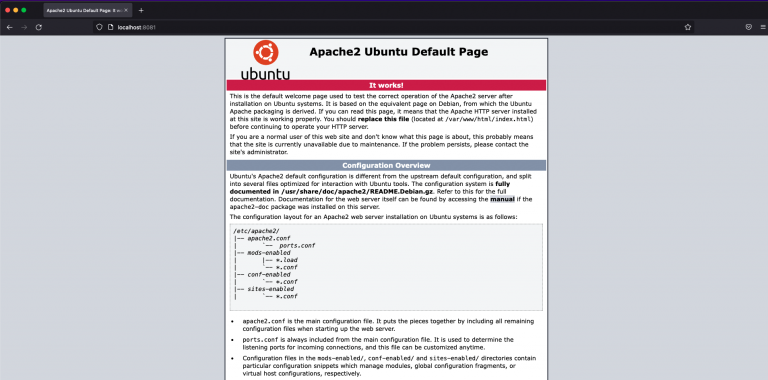 Apache2 Ubuntu Default Page: It wo
localhost:8081
ubuntu
Apache2 Ubuntu Default Page
It works!
This is the default welcome page used to test the correct operation of the Apache2 server after
installation on Ubuntu systems. It is based on the equivalent page on Debian, from which the Ubuntu
Apache packaging is derived. If you can read this page, it means that the Apache HTTP server installed
at this site is working properly. You should replace this file (located at /var/www/html/index.html)
before continuing to operate your HTTP server.
If you are a normal user of this web site and don't know what this page is about, this probably means
that the site is currently unavailable due to maintenance. If the problem persists, please contact the
site's administrator.
Configuration Overview
Ubuntu's Apache2 default configuration is different from the upstream default configuration, and split
into several files optimized for interaction with Ubuntu tools. The configuration system is fully
documented in /usr/share/doc/apache2/README.Debian.gz. Refer to this for the full
documentation. Documentation for the web server itself can be found by accessing the manual if the
apache2-doc package was installed on this server.
The configuration layout for an Apache2 web server installation on Ubuntu systems is as follows:
/etc/apache2/
|-- apache2.conf
|       `--  ports.conf
|-- mods-enabled
|       |-- *.load
|       `-- *.conf
|-- conf-enabled
|       `-- *.conf
|-- sites-enabled
|       `-- *.conf
• apache2.conf is the main configuration file. It puts the pieces together by including all remaining
configuration files when starting up the web server.
• ports.conf is always included from the main configuration file. It is used to determine the
listening ports for incoming connections, and this file can be customized anytime.
• Configuration files in the mods-enabled/, conf-enabled/ and sites-enabled/ directories contain
particular configuration snippets which manage modules, global configuration fragments, or
virtual host configurations, respectively.